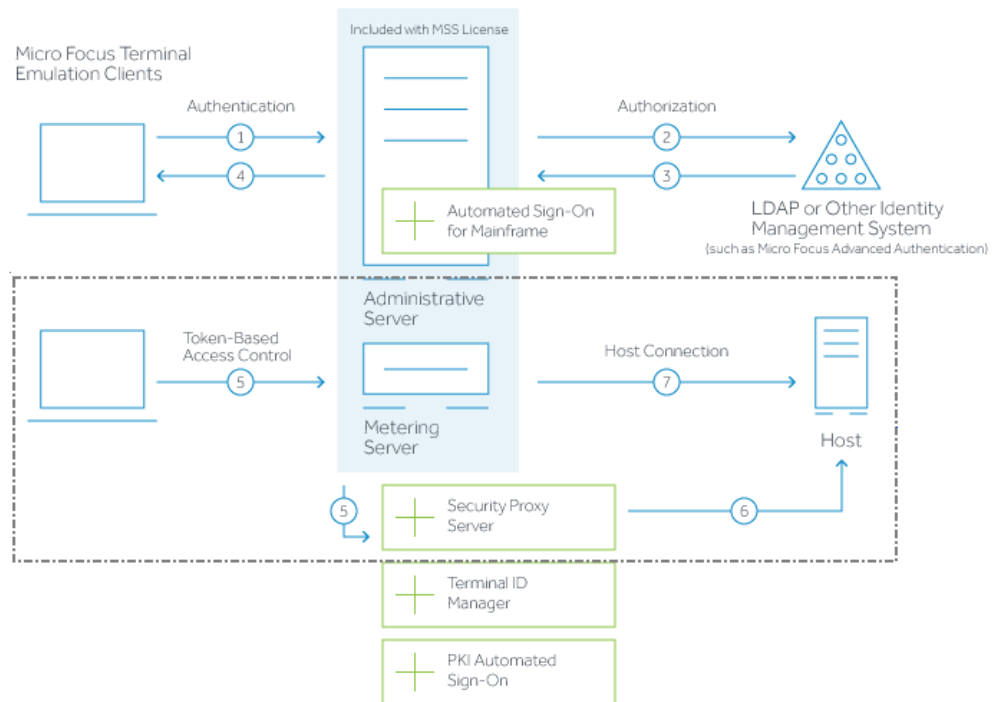 Included with MSS License
Micro Focus Terminal
Emulation Clients
Authentication
Authorization
1
2
4
3
Automated Sign-On
for Mainframe
LDAP or Other Identity
Management System
(such as Micro Focus Advanced Authentication)
Administrative
Server
Token-Based
Access Control
Host Connection
5
7
Metering
Server
Host
5
Security Proxy
Server
6
Terminal ID
Manager
PKI Automated
Sign-On